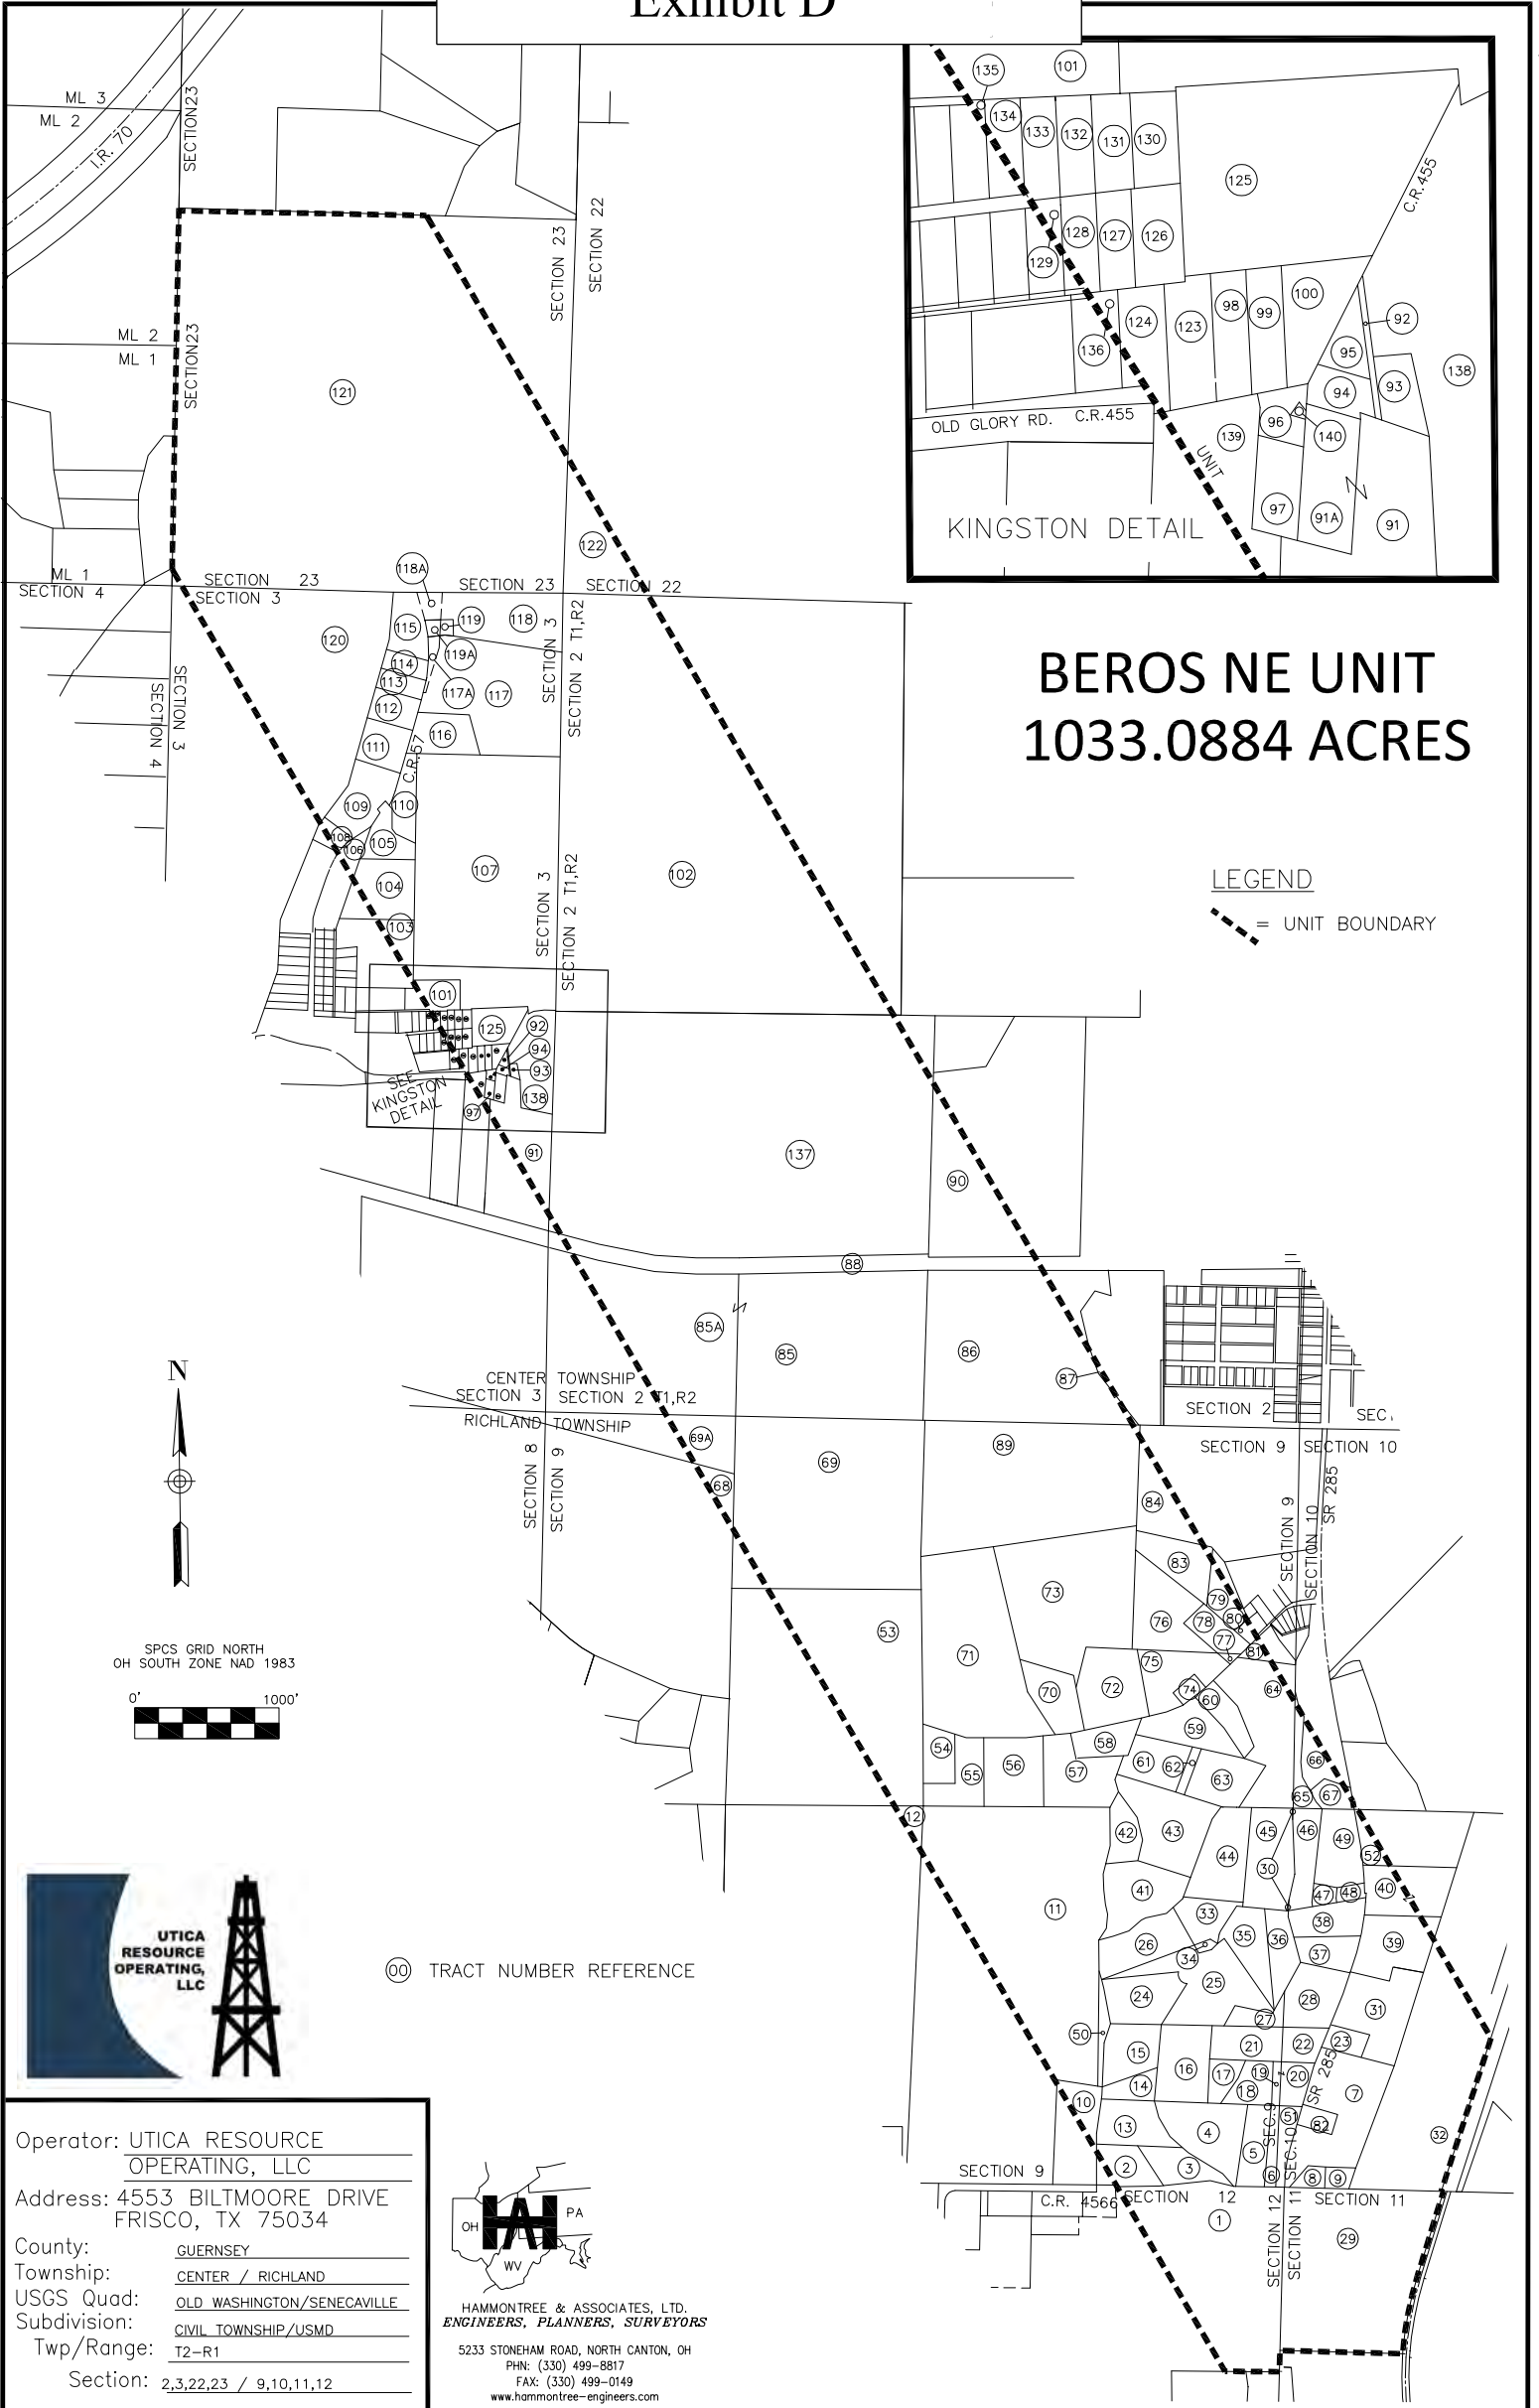 Exhibit D
ML 3
ML 2
I.R. 70
SECTION23
SECTION 23
SECTION 22
ML 2
ML 1
SECTION23
121
122
ML 1
SECTION 4
SECTION 23
SECTION 3
SECTION 23
SECTION 22
118A
115
119
118
120
119A
114
113
117A
117
112
116
111
C.R.57
SECTION 3
SECTION 2 T1,R2
SECTION 3
SECTION 4
109
110
108
106
105
104
107
102
103
SECTION 3
SECTION 2 T1,R2
101
125
92
94
93
138
97
SEE
KINGSTON
DETAIL
91
137
90
88
135
101
134
133
132
131
130
125
C.R.455
129
128
127
126
136
124
123
98
99
100
92
95
94
93
138
OLD GLORY RD. C.R.455
139
96
140
UNIT
97
91A
91
KINGSTON DETAIL
BEROS NE UNIT
1033.0884 ACRES
LEGEND
= UNIT BOUNDARY
85A
85
86
87
CENTER TOWNSHIP
SECTION 3 SECTION 2 T1,R2
RICHLAND TOWNSHIP
SECTION 2
SEC.
SECTION 9 SECTION 10
SECTION 8
SECTION 9
69A
69
68
89
84
SECTION 9
SECTION 10
SR 285
N
SPCS GRID NORTH
OH SOUTH ZONE NAD 1983
0' 1000'
83
73
79
53
76
78
80
77
81
71
75
70
72
74
60
64
59
54
58
55
56
57
61
62
63
66
65
67
12
42
43
45
46
49
44
52
30
41
47
48
40
11
33
38
26
35
36
39
34
37
25
24
28
31
27
50
21
22
23
15
16
17
19
20
SR 285
14
18
7
10
51
82
13
4
SEC.9
SEC.10
5
32
2
3
6
8
9
SECTION 9
C.R. 4566
SECTION 12
SECTION 11
1
SECTION 12
SECTION 11
29
UTICA
RESOURCE
OPERATING,
LLC
00 TRACT NUMBER REFERENCE
Operator: UTICA RESOURCE
OPERATING, LLC
Address: 4553 BILTMOORE DRIVE
FRISCO, TX 75034
County: GUERNSEY
Township: CENTER / RICHLAND
USGS Quad: OLD WASHINGTON/SENECAVILLE
Subdivision: CIVIL TOWNSHIP/USMD
Twp/Range: T2-R1
Section: 2,3,22,23 / 9,10,11,12
OH
HAH
PA
WV
HAMMONTREE & ASSOCIATES, LTD.
ENGINEERS, PLANNERS, SURVEYORS
5233 STONEHAM ROAD, NORTH CANTON, OH
PHN: (330) 499-8817
FAX: (330) 499-0149
www.hammontree-engineers.com